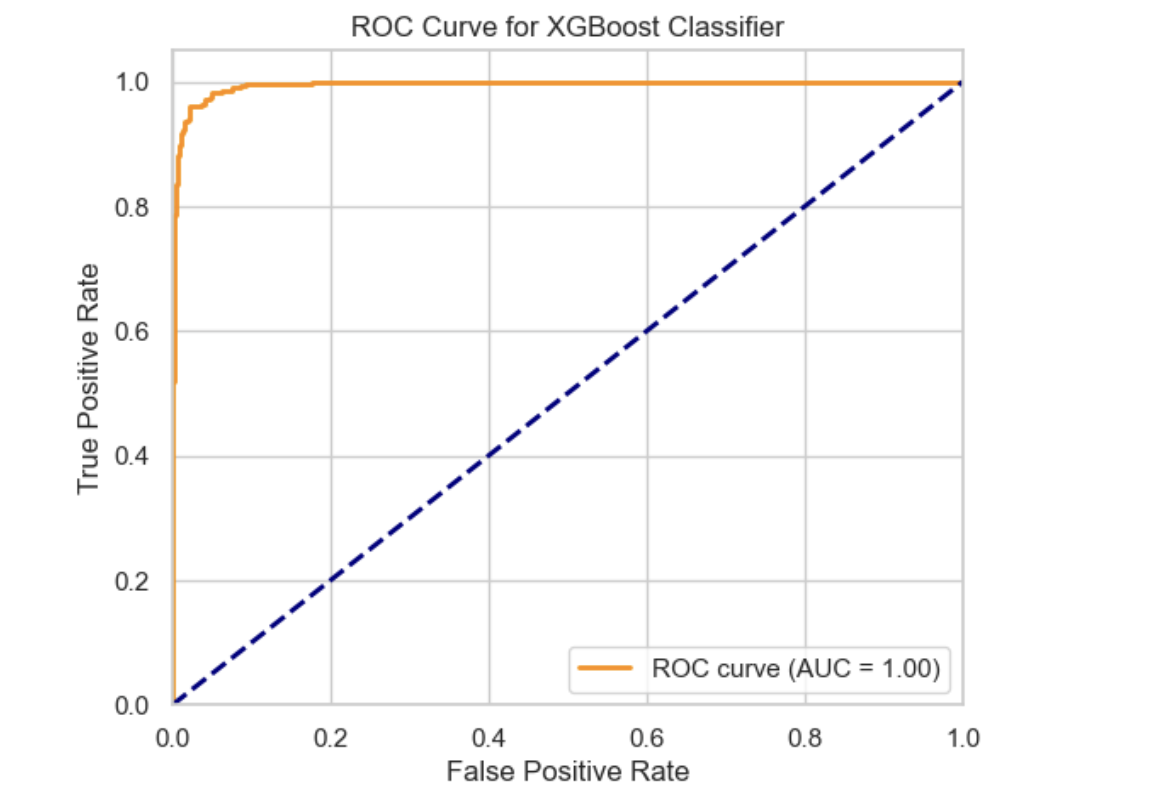 ROC Curve for XGBoost Classifier
1.0
0.8
0.6
0.4
0.2
0.0
True Positive Rate
ROC curve (AUC = 1.00)
0.0 0.2 0.4 0.6 0.8 1.0
False Positive Rate